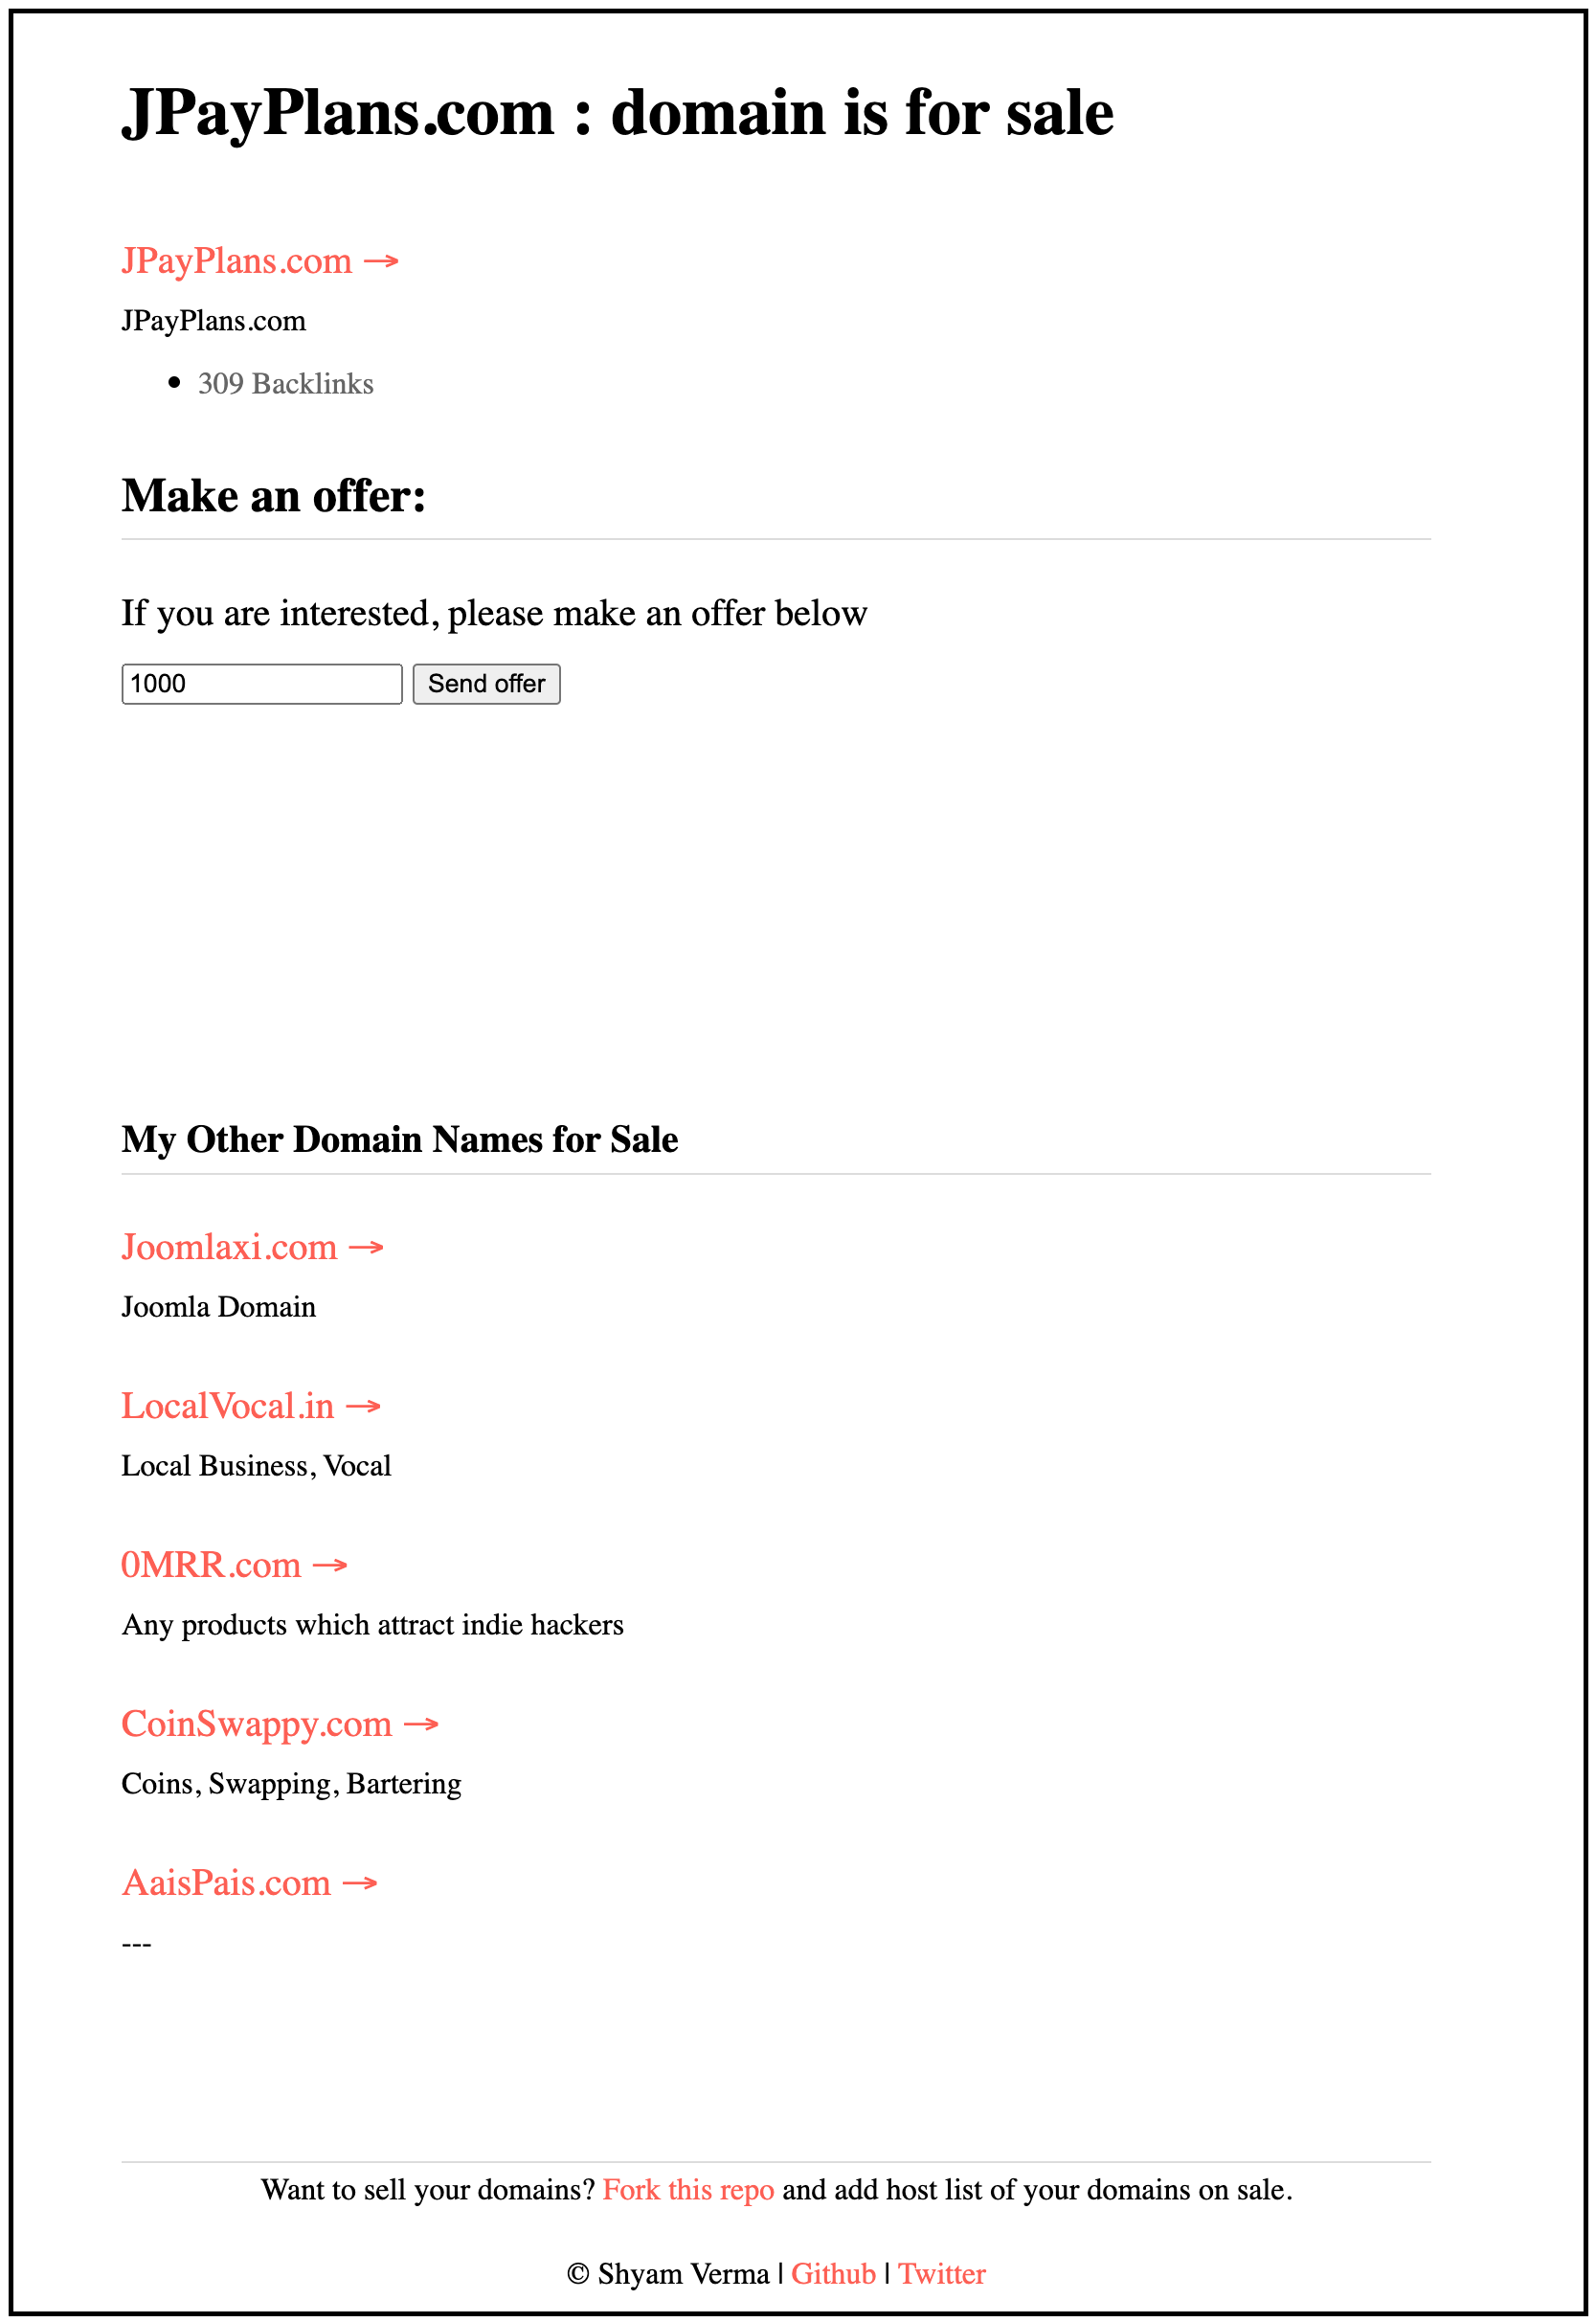 JPayPlans.com : domain is for sale
JPayPlans.com →
JPayPlans.com
• 309 Backlinks
Make an offer:
If you are interested, please make an offer below
1000 Send offer
My Other Domain Names for Sale
Joomlaxi.com →
Joomla Domain
LocalVocal.in →
Local Business, Vocal
0MRR.com →
Any products which attract indie hackers
CoinSwappy.com →
Coins, Swapping, Bartering
AaisPais.com →
---
Want to sell your domains? Fork this repo and add host list of your domains on sale.
© Shyam Verma | Github | Twitter